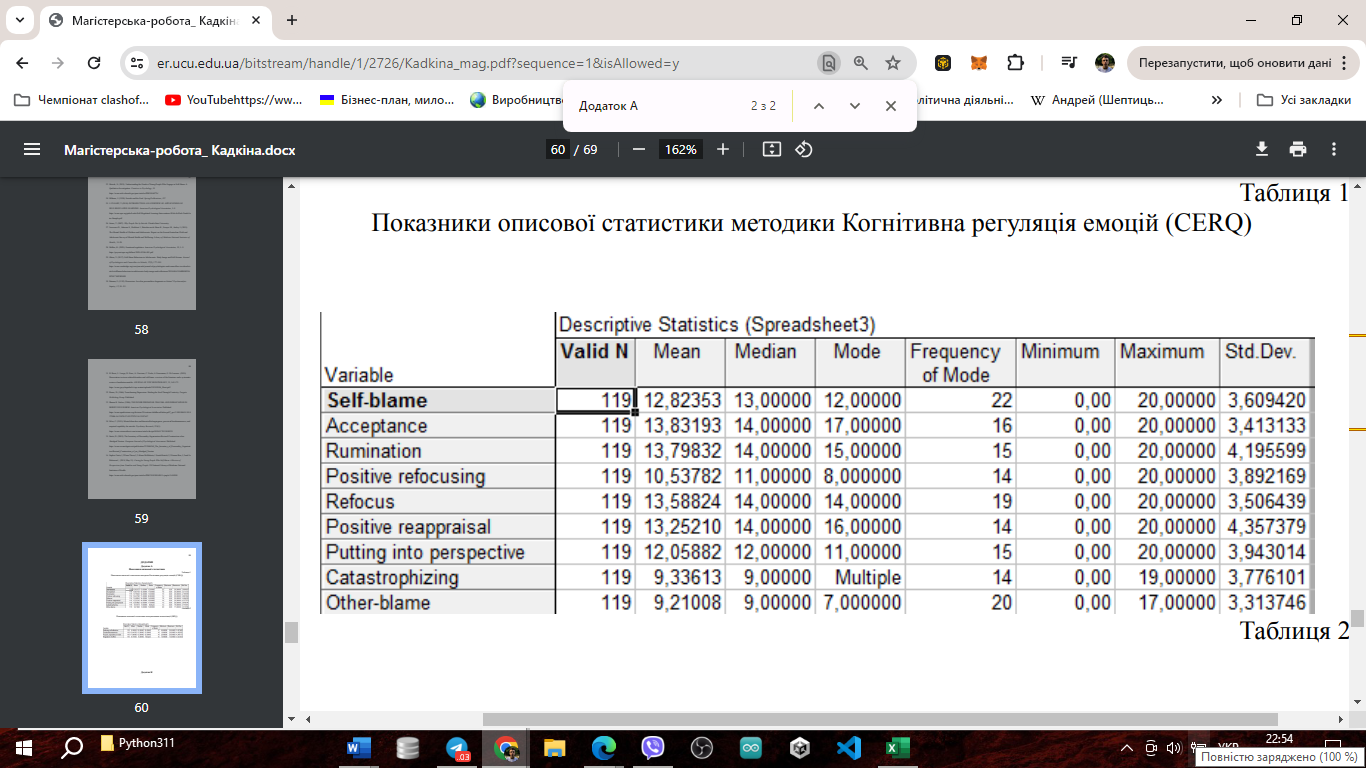 Магістерська-робота_ Кадкіна
er.ucu.edu.ua/bitstream/handle/1/2726/Kadkina_mag.pdf?sequence=1&isAllowed=y
Перезапустити, щоб оновити дані
Чемпіонат clashof...
YouTubehttps://ww...
Бізнес-план, мило...
Виробництво
літична діяльні...
W Андрей (Шептиць...
»
Усі закладки
Додаток А 2 з 2
Магістерська-робота_ Кадкіна.docx
60 / 69
162%
58
59
60
Таблиця 1
Показники описової статистики методики Когнітивна регуляція емоцій (CERQ)
Descriptive Statistics (Spreadsheet3)
Variable Valid N Mean Median Mode Frequency of Mode Minimum Maximum Std.Dev.
Self-blame 119 12,82353 13,00000 12,00000 22 0,00 20,00000 3,609420
Acceptance 119 13,83193 14,00000 17,00000 16 0,00 20,00000 3,413133
Rumination 119 13,79832 14,00000 15,00000 15 0,00 20,00000 4,195599
Positive refocusing 119 10,53782 11,00000 8,000000 14 0,00 20,00000 3,892169
Refocus 119 13,58824 14,00000 14,00000 19 0,00 20,00000 3,506439
Positive reappraisal 119 13,25210 14,00000 16,00000 14 0,00 20,00000 4,357379
Putting into perspective 119 12,05882 12,00000 11,00000 15 0,00 20,00000 3,943014
Catastrophizing 119 9,33613 9,00000 Multiple 14 0,00 19,00000 3,776101
Other-blame 119 9,21008 9,00000 7,000000 20 0,00 17,00000 3,313746
Таблиця 2
Python311
03
УКР
22:54
Повністю заряджено (100 %)